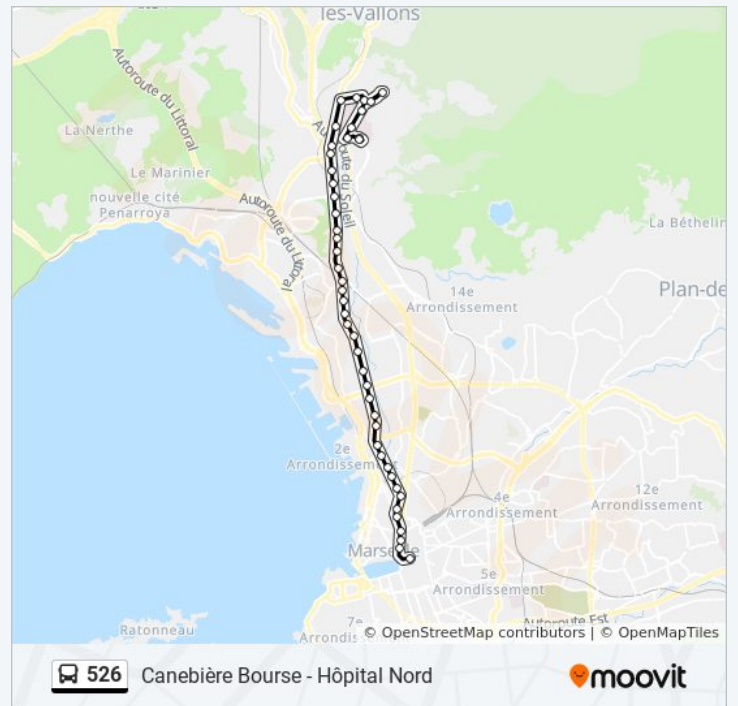 les-Vallons
Autoroute du Littoral
La Nerthe
Le Marinier
nouvelle cité
Penarroya
Autoroute du Littoral
Autoroute du Soleil
La Béthelin
14e
Arrondissement
Plan-de
2e
Arrondissement
4e
Arrondissement
12e
Arrondissement
Marseille
5e
Arrondissement
Autoroute Est
7e
Arrondis
Ratonneau
© OpenStreetMap contributors | © OpenMapTiles
526 Canebière Bourse - Hôpital Nord
moovit